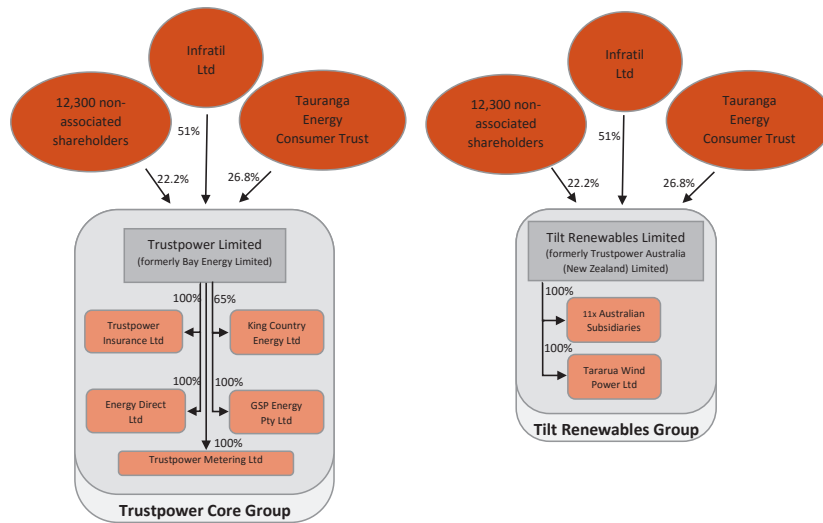 Infratil
Ltd
12,300 non-
associated
shareholders
Tauranga
Energy
Consumer Trust
51%
22.2%
26.8%
Trustpower Limited
(formerly Bay Energy Limited)
100%
65%
Trustpower
Insurance Ltd
King Country
Energy Ltd
100%
100%
Energy Direct
Ltd
GSP Energy
Pty Ltd
100%
Trustpower Metering Ltd
Trustpower Core Group
Infratil
Ltd
12,300 non-
associated
shareholders
Tauranga
Energy
Consumer Trust
51%
22.2%
26.8%
Tilt Renewables Limited
(formerly Trustpower Australia
(New Zealand) Limited)
100%
11x Australian
Subsidiaries
100%
Tararua Wind
Power Ltd
Tilt Renewables Group